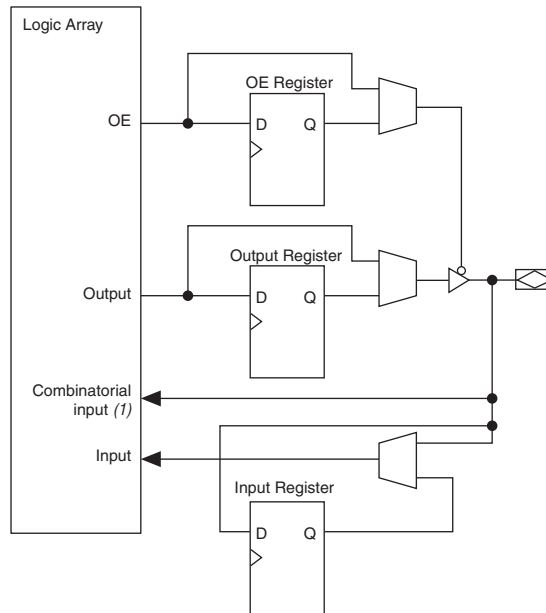 Logic Array
OE Register
OE
D Q
Output Register
Output
D Q
Combinatorial
input (1)
Input
Input Register
D Q